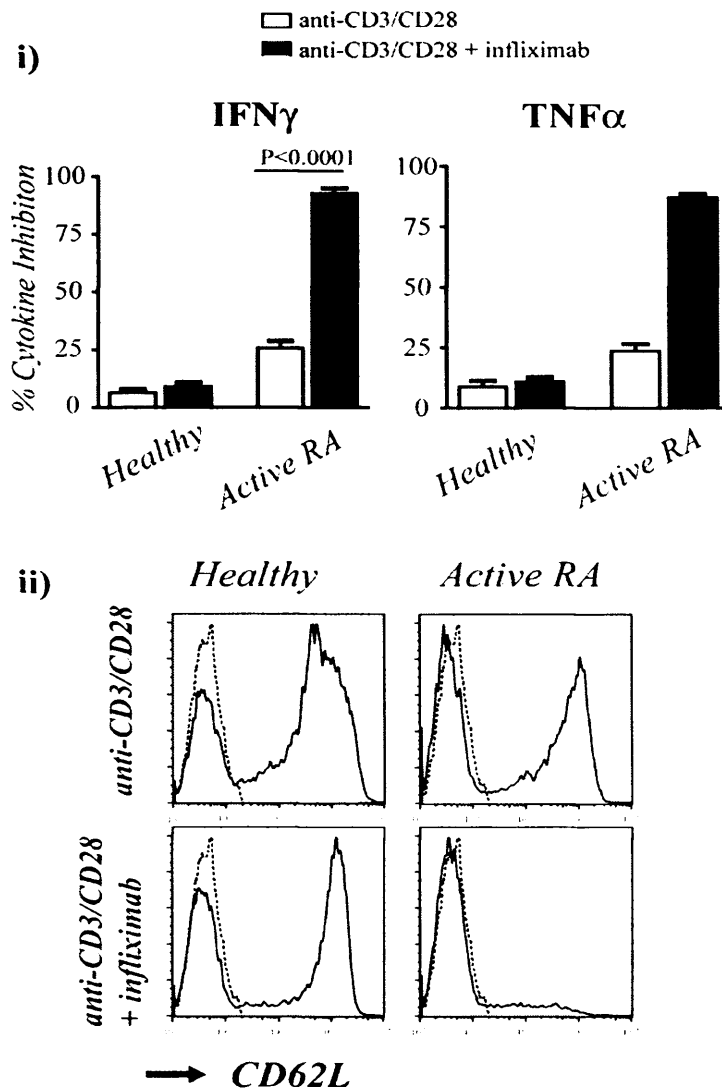 anti-CD3/CD28
anti-CD3/CD28 + infliximab
i)
IFNγ
TNFα
P<0.0001
% Cytokine Inhibiton
100
75
50
25
0
Healthy
Active RA
100
75
50
25
0
Healthy
Active RA
ii)
Healthy
Active RA
anti-CD3/CD28
anti-CD3/CD28
+ infliximab
CD62L